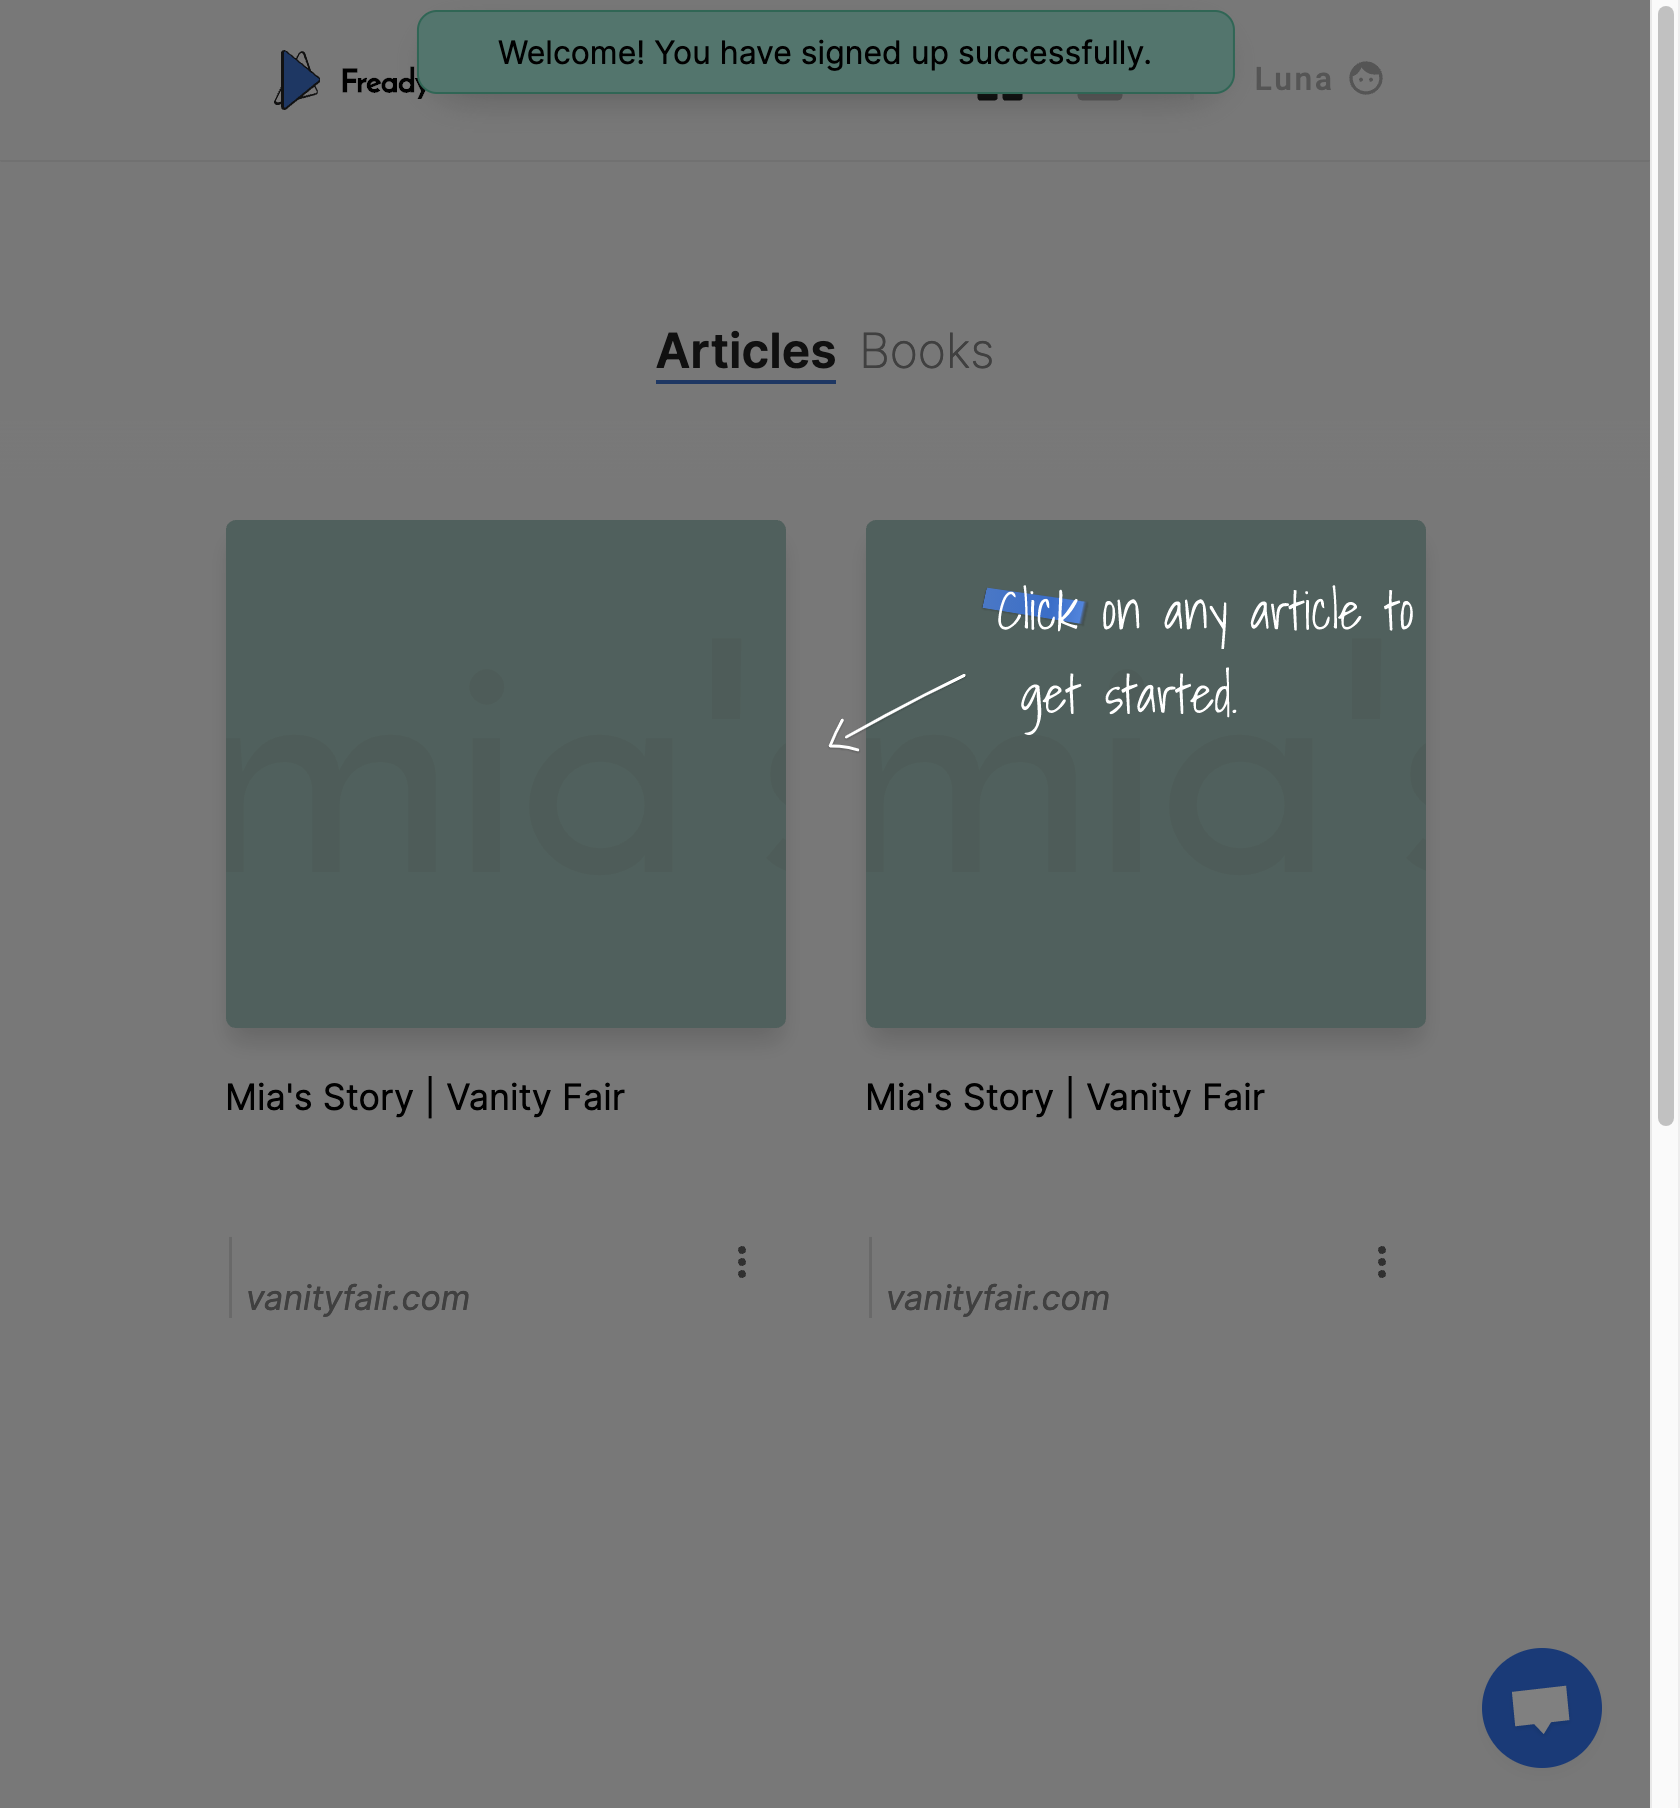 Welcome! You have signed up successfully.
Fready
Luna
Articles Books
mia's
mia's
Click on any article to
get started.
Mia's Story | Vanity Fair
Mia's Story | Vanity Fair
vanityfair.com
vanityfair.com